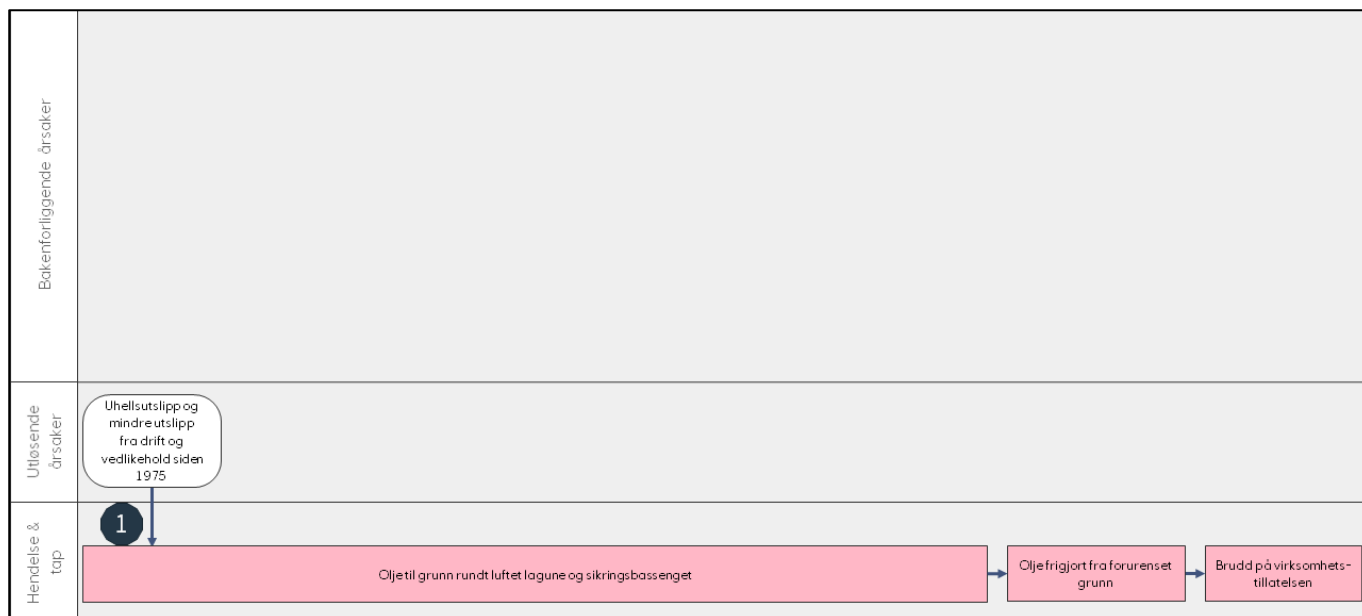 Bakenforliggende årsaker
Utløsende
årsaker
Uhellsutslipp og
mindre utslipp
fra drift og
vedlikehold siden
1975
Hendelse &
tap
1
Olje til grunn rundt luftet lagune og sikringsbassenget
Olje frigjort fra forurenset
grunn
Brudd på virksomhets-
tillatelsen